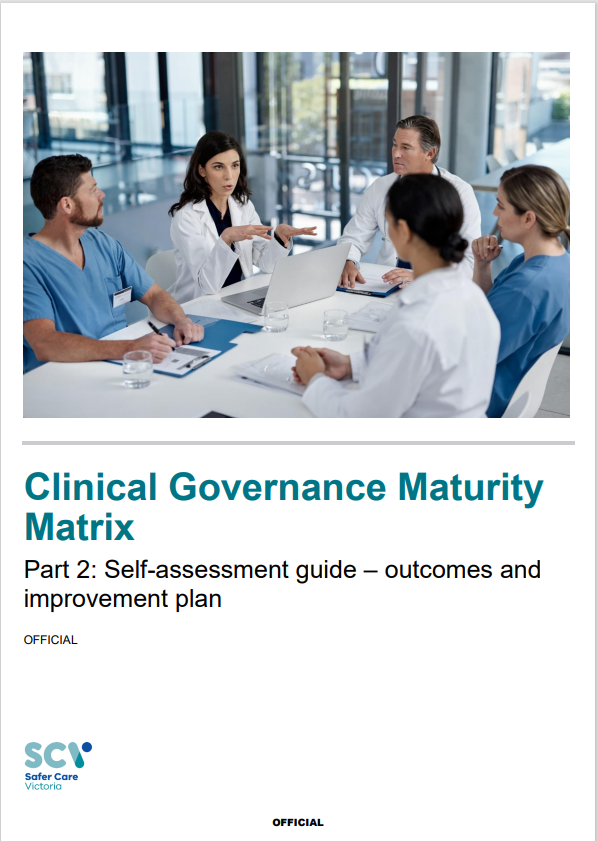 Clinical Governance Maturity
Matrix
Part 2: Self-assessment guide – outcomes and
improvement plan
OFFICIAL
SCV
Safer Care
Victoria
OFFICIAL